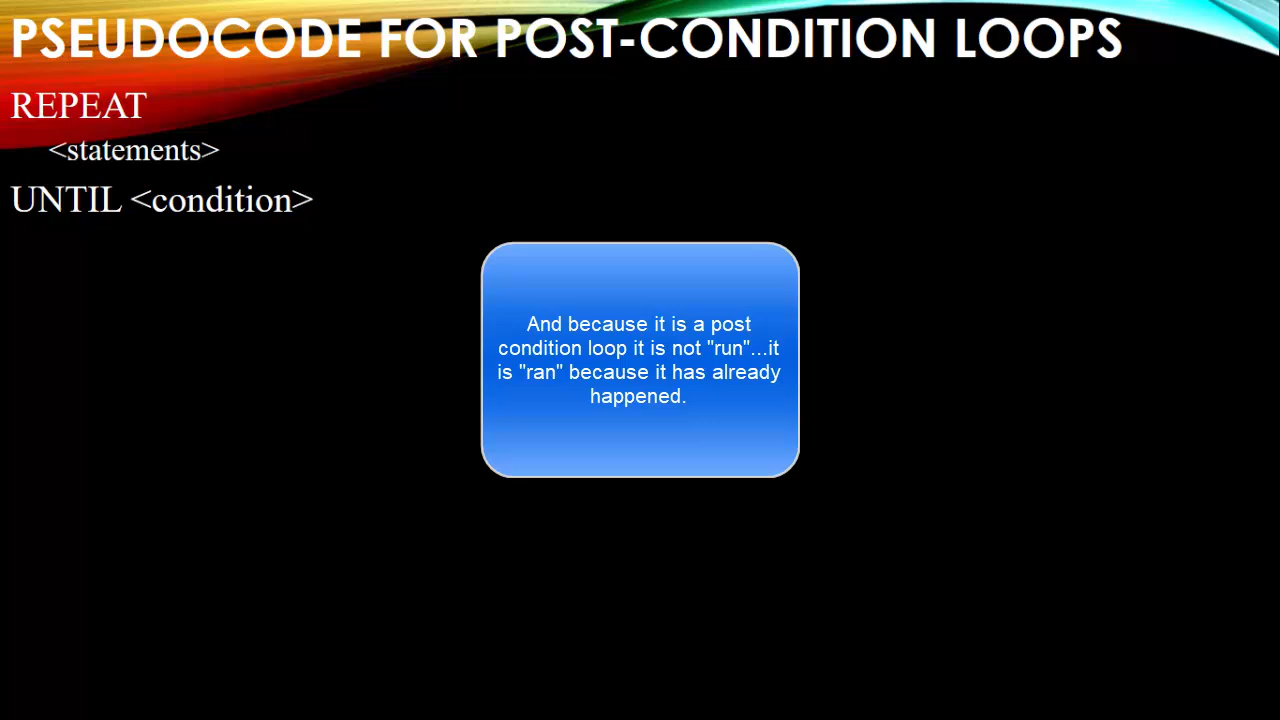 PSEUDOCODE FOR POST-CONDITION LOOPS
REPEAT
<statements>
UNTIL <condition>
And because it is a post
condition loop it is not "run"...it
is "ran" because it has already
happened.